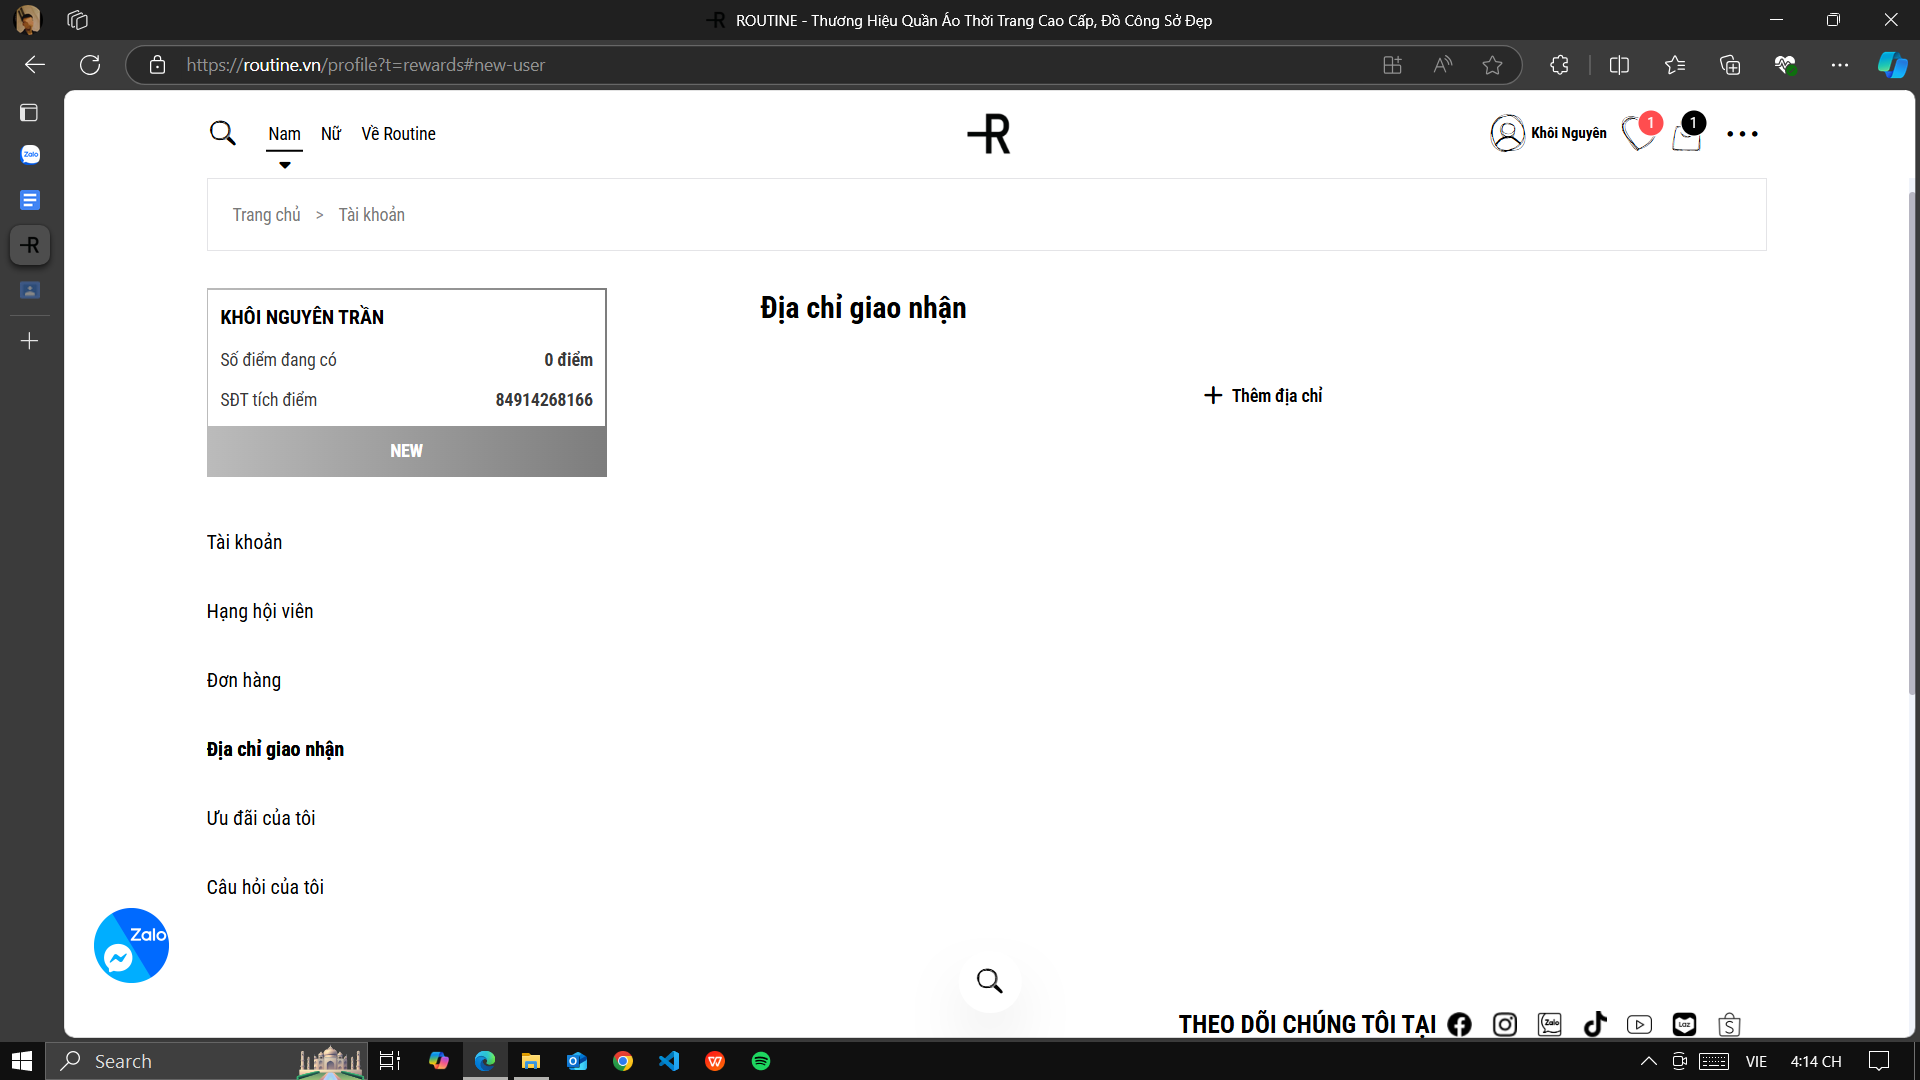 ROUTINE - Thương Hiệu Quần Áo Thời Trang Cao Cấp, Đồ Công Sở Đẹp
https://routine.vn/profile?t=rewards#new-user
Nam Nữ Về Routine
R
Khôi Nguyên 1 1
Trang chủ > Tài khoản
KHÔI NGUYÊN TRẦN
Số điểm đang có 0 điểm
SĐT tích điểm 84914268166
NEW
Địa chỉ giao nhận
+ Thêm địa chỉ
Tài khoản
Hạng hội viên
Đơn hàng
Địa chỉ giao nhận
Ưu đãi của tôi
Câu hỏi của tôi
Zalo
THEO DÕI CHÚNG TÔI TẠI
Search
VIE 4:14 CH